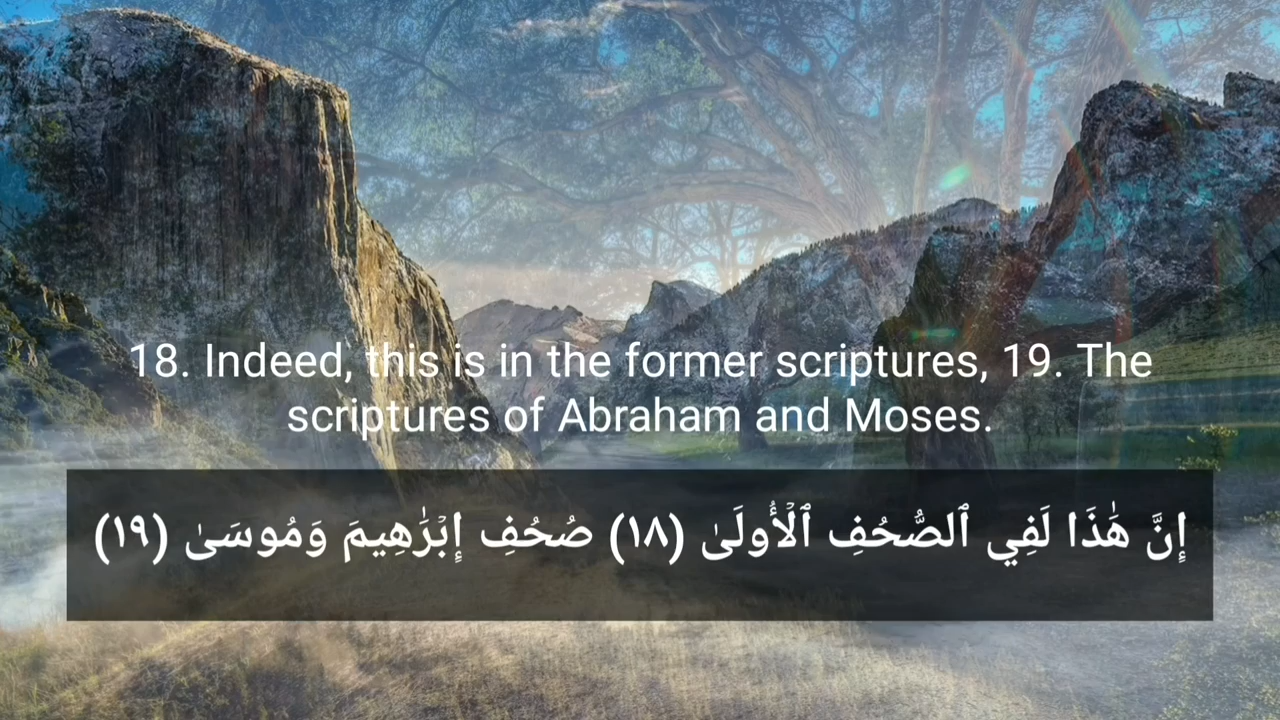 18. Indeed, this is in the former scriptures, 19. The
scriptures of Abraham and Moses.
إِنَّ هَٰذَا لَفِي ٱلصُّحُفِ ٱلْأُولَىٰ (١٨) صُحُفِ إِبْرَٰهِيمَ وَمُوسَىٰ (١٩)